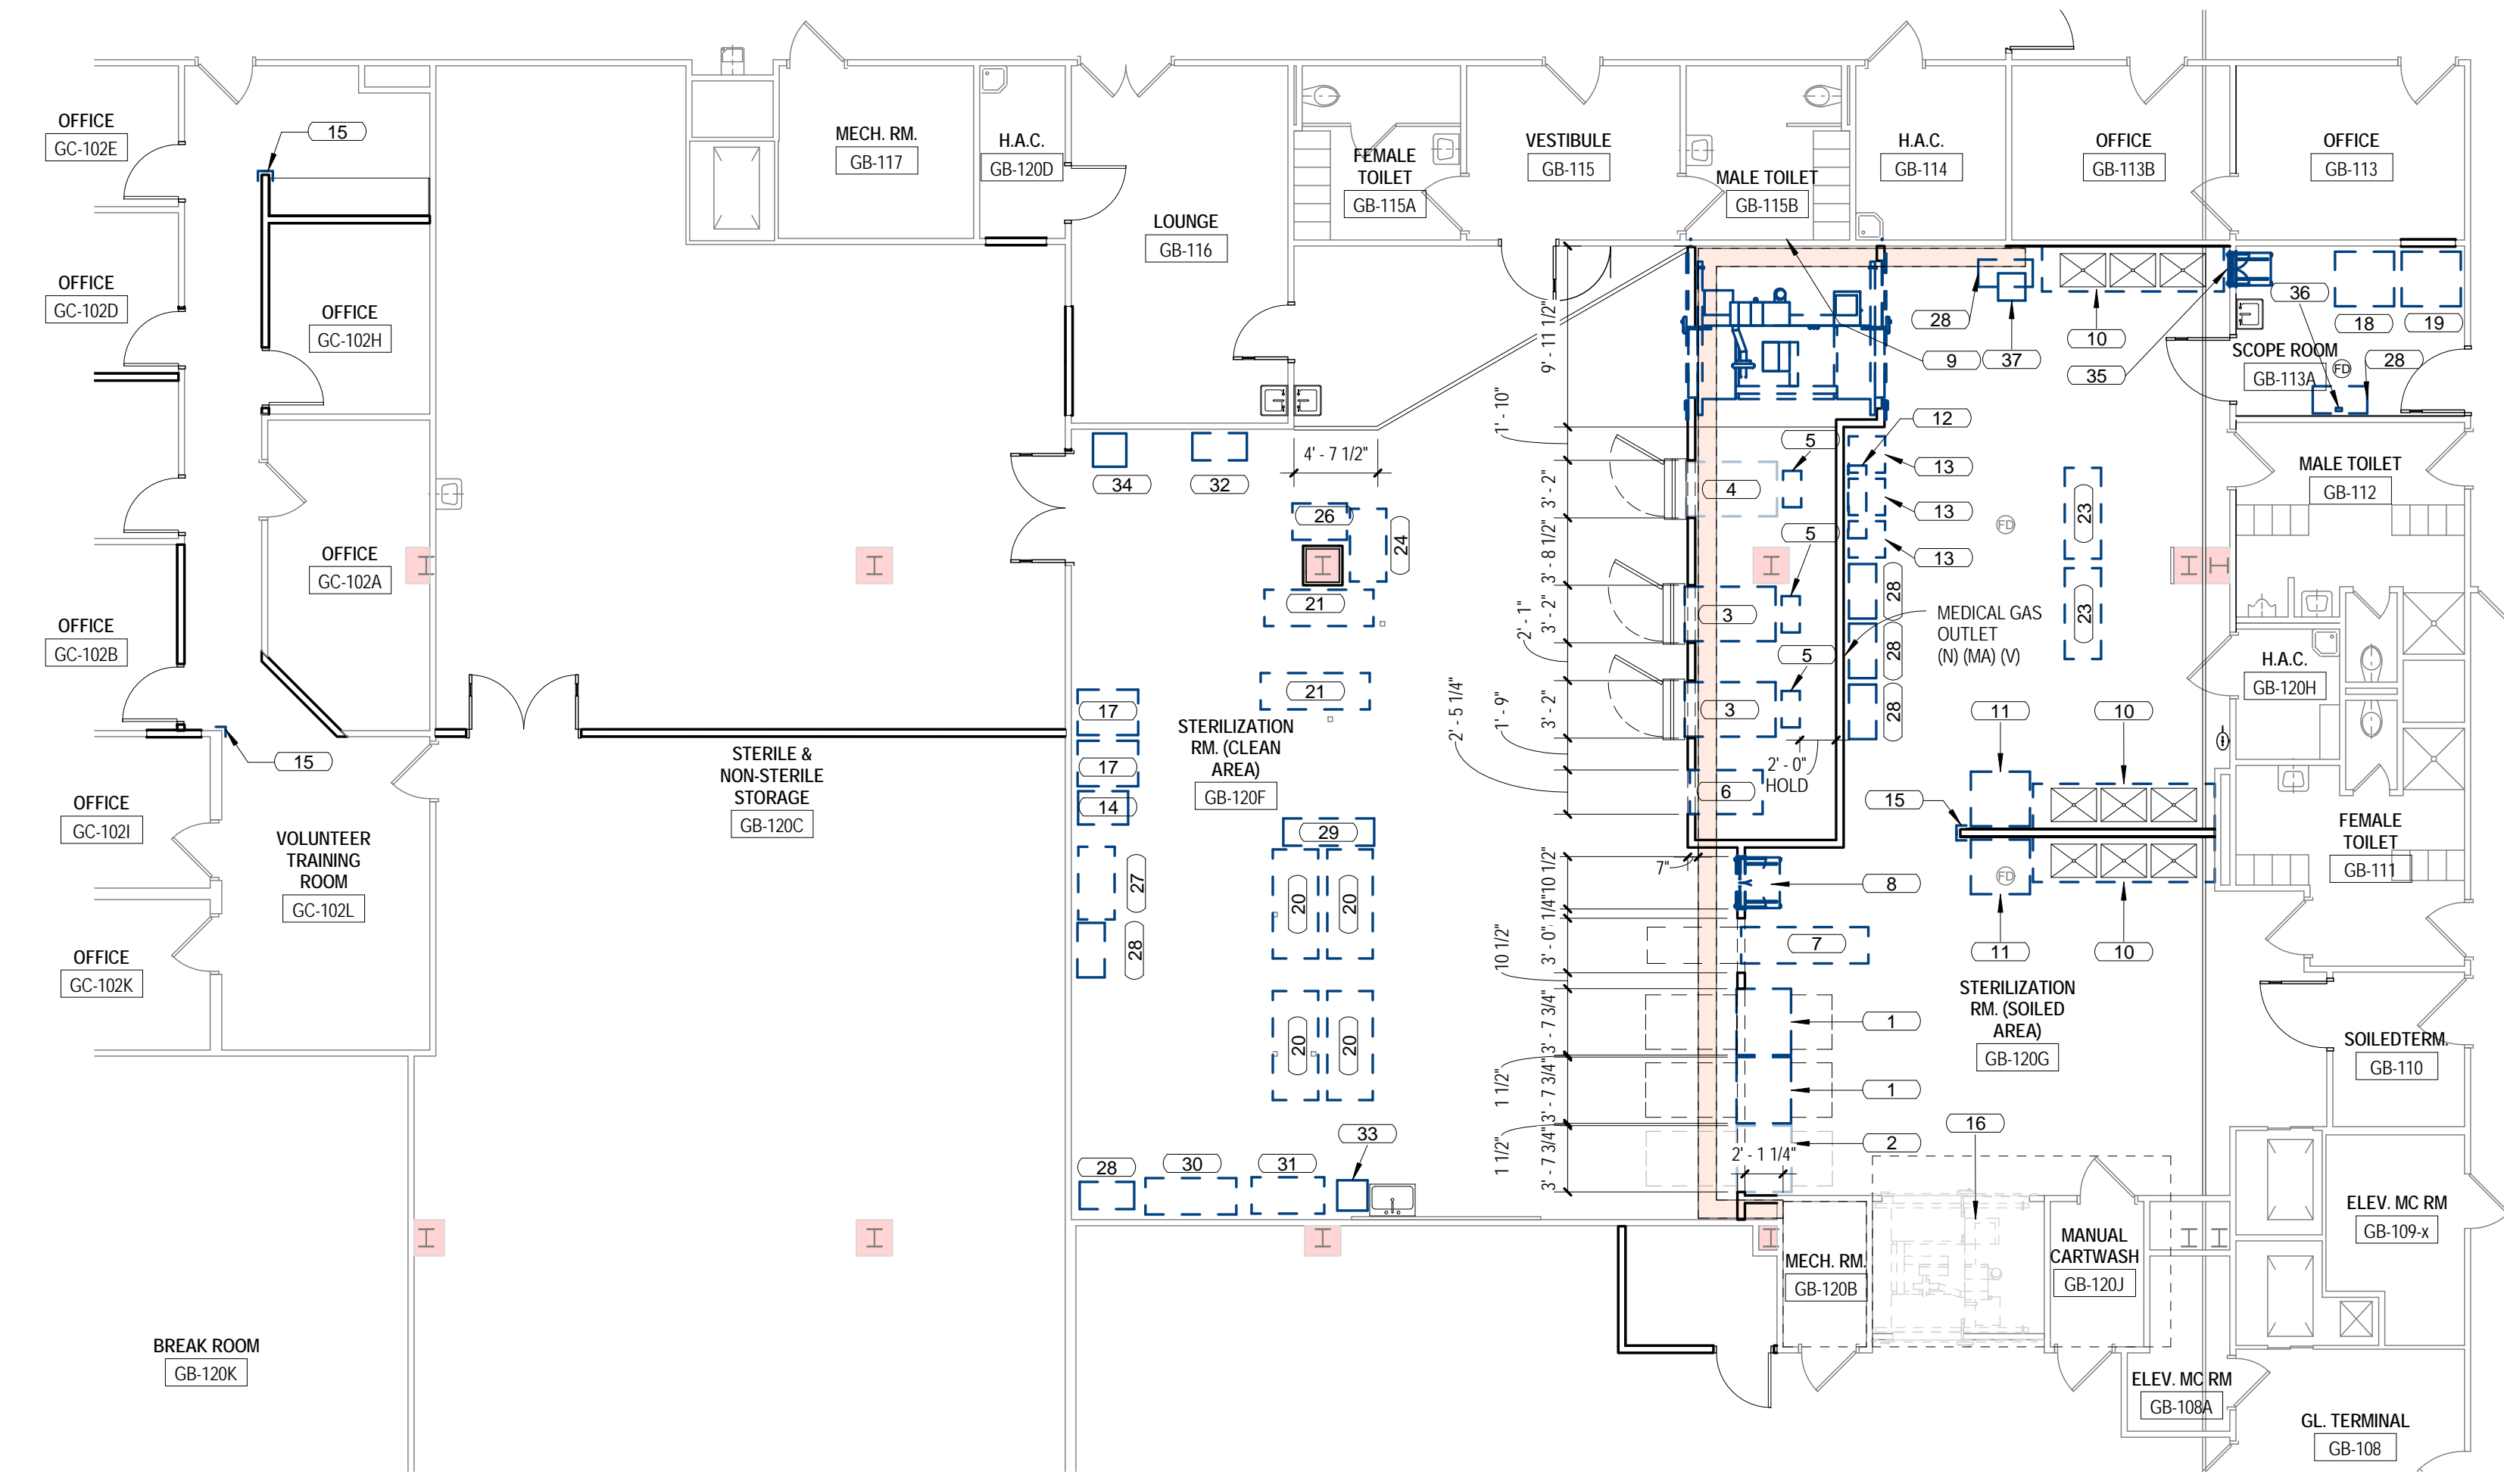 OFFICE
GC-102E
15
MECH. RM.
GB-117
H.A.C.
GB-120D
LOUNGE
GB-116
FEMALE
TOILET
GB-115A
VESTIBULE
GB-115
MALE TOILET
GB-115B
H.A.C.
GB-114
OFFICE
GB-113B
OFFICE
GB-113
OFFICE
GC-102D
OFFICE
GC-102H
9' - 11 1/2"
28
37
9
10
35
36
18
19
SCOPE ROOM
GB-113A
FD
28
1' - 10"
12
5
13
4' - 7 1/2"
34
32
4
3' - 2"
13
26
24
5
3' - 8 1/2"
13
FD
23
MALE TOILET
GB-112
OFFICE
GC-102A
21
3
3' - 2"
2' - 1"
28
28
28
23
MEDICAL GAS
OUTLET
(N) (MA) (V)
OFFICE
GC-102B
21
5
3
3' - 2"
1' - 9"
2' - 5 1/4"
H.A.C.
GB-120H
17
17
14
STERILIZATION
RM. (CLEAN
AREA)
GB-120F
2' - 0"
HOLD
6
11
10
15
15
STERILE &
NON-STERILE
STORAGE
GB-120C
OFFICE
GC-102I
VOLUNTEER
TRAINING
ROOM
GC-102L
29
27
28
20
20
7"
10 1/2"
1/4"
8
FD
FEMALE
TOILET
GB-111
11
10
OFFICE
GC-102K
3' - 0"
10 1/2"
7
STERILIZATION
RM. (SOILED
AREA)
GB-120G
20
20
3' - 7 3/4"
1
1 1/2"
3' - 7 3/4"
1
1 1/2"
3' - 7 3/4"
2
2' - 1 1/4"
16
SOILEDTERM.
GB-110
33
28
30
31
ELEV. MC RM
GB-109-x
MECH. RM.
GB-120B
MANUAL
CARTWASH
GB-120J
BREAK ROOM
GB-120K
ELEV. MC RM
GB-108A
GL. TERMINAL
GB-108